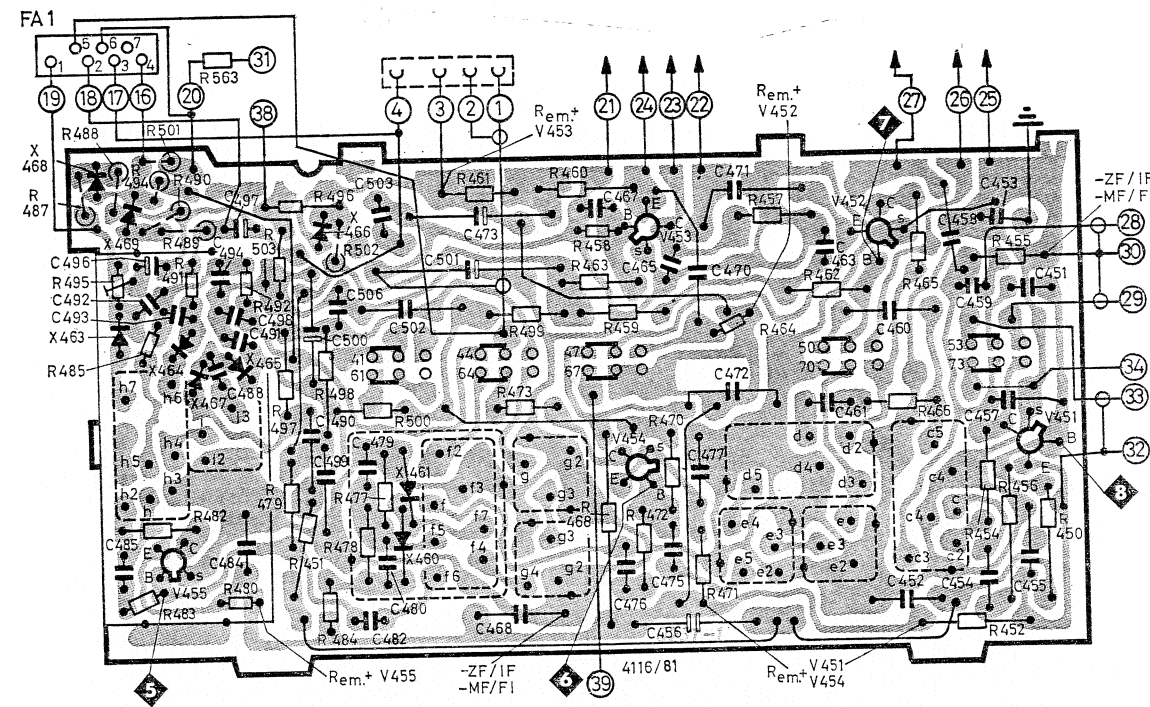 FA1
5 6 7
1 2 3 4
R563 31
19 18 17 16 20 38
4 3 2 1
Rem.+ V453
21 24 23 22
Rem.+ V452
27 26 25
7
R488 R501
X 468
R 494 R490
R 487
C497 R496 C503
X469 R489 C494 R 503
X 466 R502
R461 C473 R460 C467 R458
B E C s V453
C465
C471 R457 C470
V452 E C s B
C463 R462 R465
C458 C453 R455
-ZF/IF
-MF/FI
28
30
29
C459 C451
C496
R495
C492
C493
X463
R485
R 491 R492
C498
C491
X464 X465
X467 C488
C506 C500
C501 C502
R463 R499 R459
R464
C460
41 61
44 64
47 67
50 70
53 73
34
33
32
h7 h6 i3
h5 h4 i2
h2 h3
h
R 497 C490 R498
R500 R473
C472
C461 R466 C457
V451 C s B E
8
C499
R 479
C479 X461
R477
R478 X460
C480
f2 f3 f f7
f5 f4 f6
g2 g g3
g3 g4 g2
V454 s C E B
R470
C477
R 468
R472
C476 C475
R471
d d2 d5 d4 d3
e4 e e3
e3 e5 e2 e2
c5 c4 c
c4 c3 c2
R454 R456
R 450
C452 C454 C455
R482
C485
E C B s
V455
R483
C484
R480
R451
R484 C482
C468
C456
R452
5
Rem.+ V455
-ZF/IF
-MF/FI
6
39
4116/81
Rem.+ V451
V454